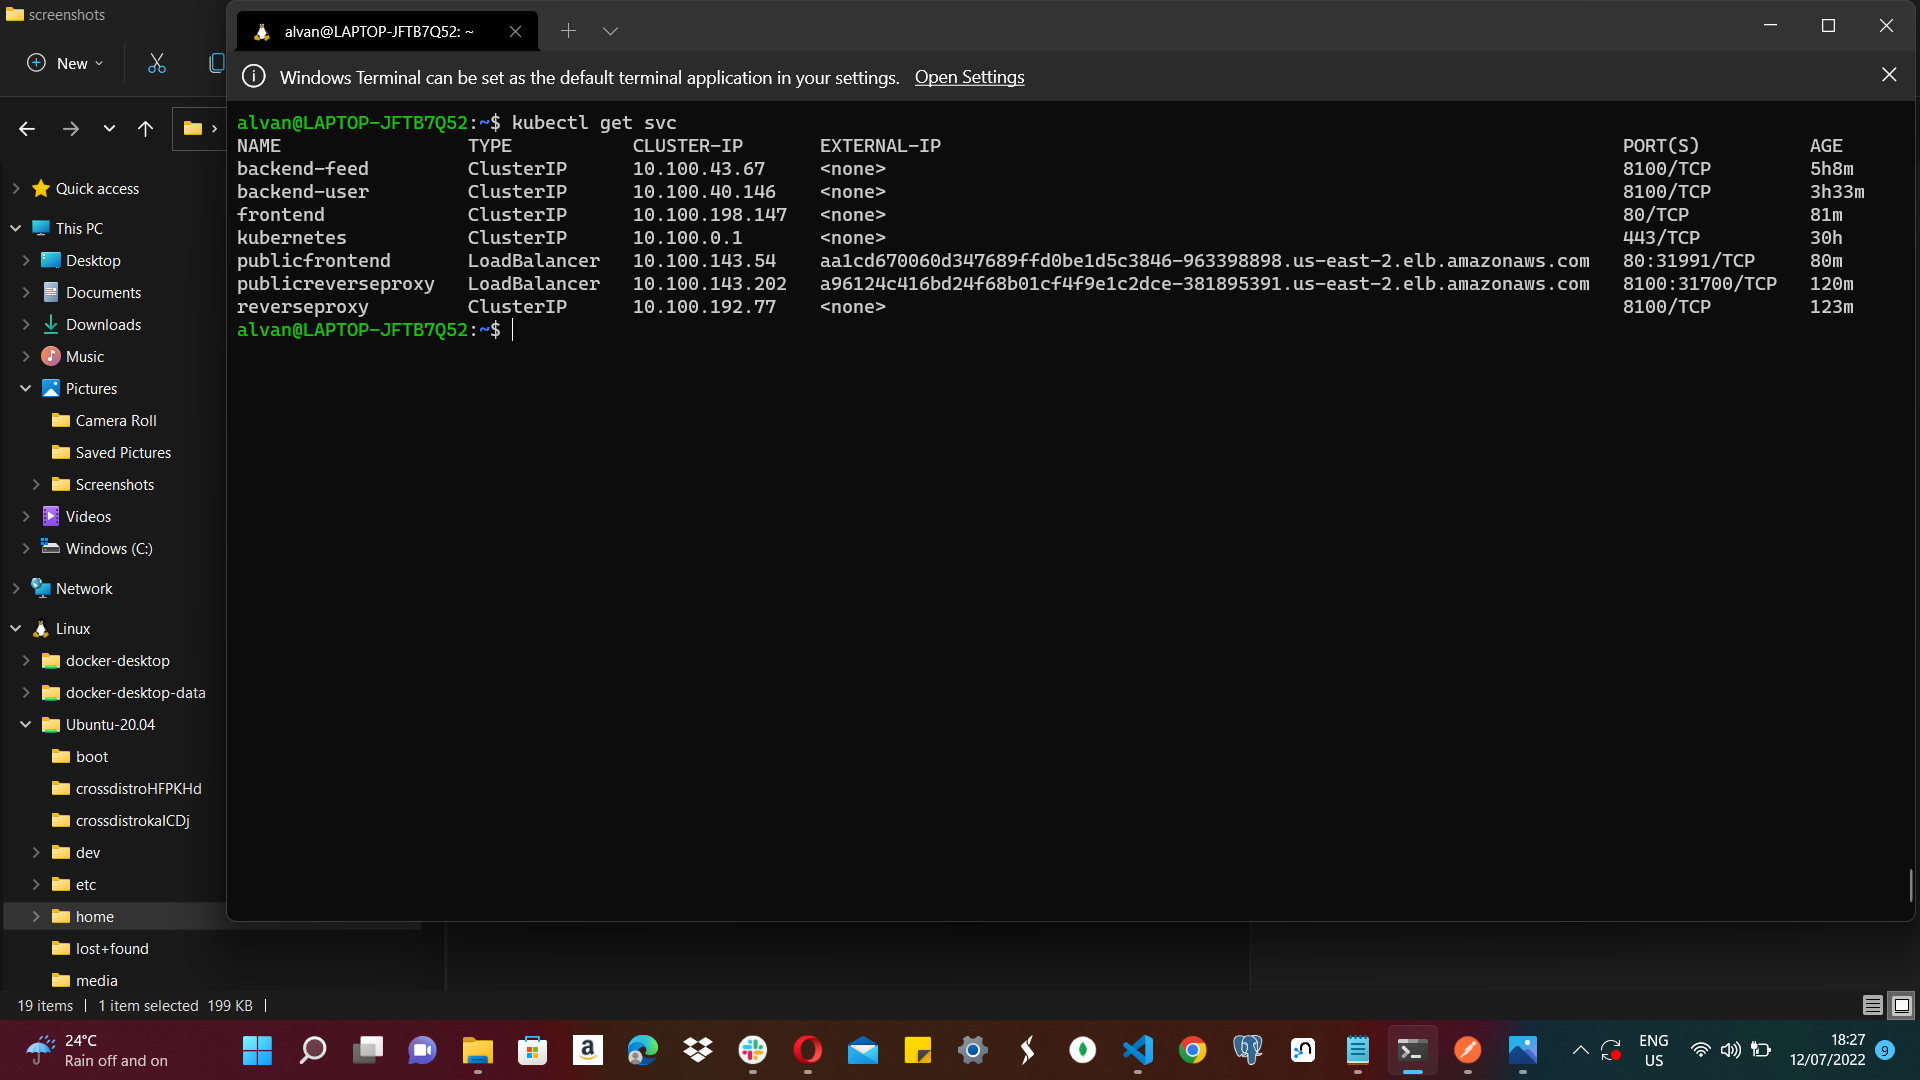 screenshots
New
Quick access
This PC
Desktop
Documents
Downloads
Music
Pictures
Camera Roll
Saved Pictures
Screenshots
Videos
Windows (C:)
Network
Linux
docker-desktop
docker-desktop-data
Ubuntu-20.04
boot
crossdistroHFPKHd
crossdistrokalCDj
dev
etc
home
lost+found
media
19 items 1 item selected 199 KB
alvan@LAPTOP-JFTB7Q52: ~
Windows Terminal can be set as the default terminal application in your settings. Open Settings
alvan@LAPTOP-JFTB7Q52:~$ kubectl get svc
NAME TYPE CLUSTER-IP EXTERNAL-IP PORT(S) AGE
backend-feed ClusterIP 10.100.43.67 <none> 8100/TCP 5h8m
backend-user ClusterIP 10.100.40.146 <none> 8100/TCP 3h33m
frontend ClusterIP 10.100.198.147 <none> 80/TCP 81m
kubernetes ClusterIP 10.100.0.1 <none> 443/TCP 30h
publicfrontend LoadBalancer 10.100.143.54 aa1cd670060d347689ffd0be1d5c3846-963398898.us-east-2.elb.amazonaws.com 80:31991/TCP 80m
publicreverseproxy LoadBalancer 10.100.143.202 a96124c416bd24f68b01cf4f9e1c2dce-381895391.us-east-2.elb.amazonaws.com 8100:31700/TCP 120m
reverseproxy ClusterIP 10.100.192.77 <none> 8100/TCP 123m
alvan@LAPTOP-JFTB7Q52:~$
24°C
Rain off and on
ENG
US
18:27
12/07/2022
9